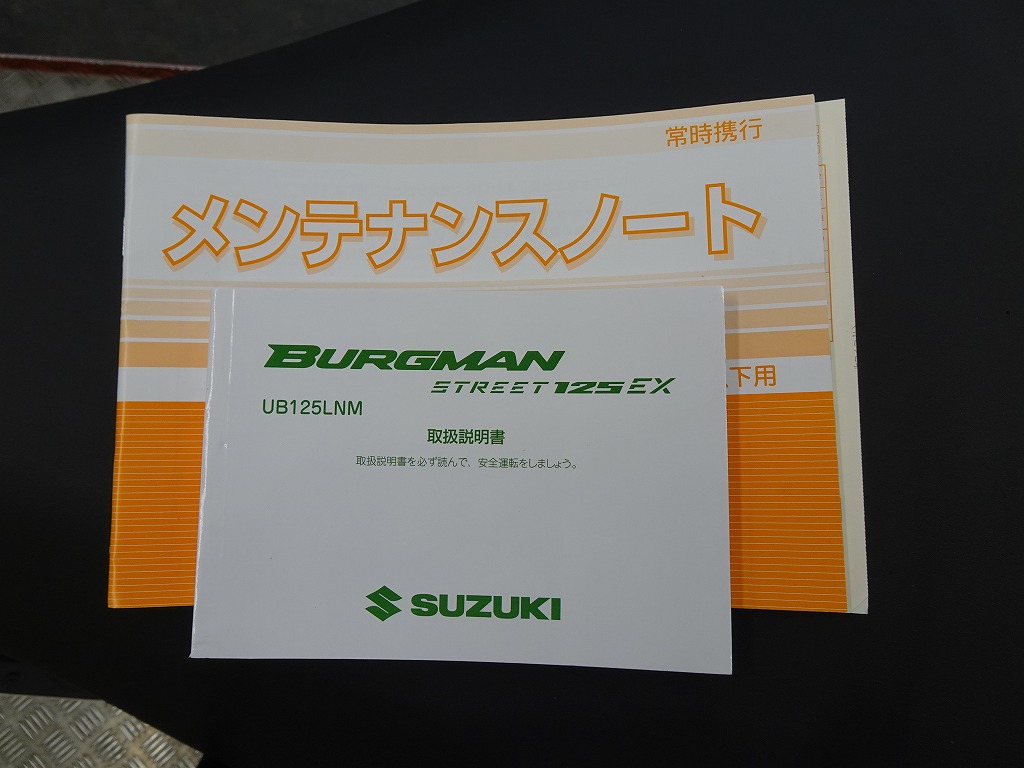 常時携行
メンテナンスノート
下用
BURGMAN
STREET 125 EX
UB125LNM
取扱説明書
取扱説明書を必ず読んで、安全運転をしましょう。
SUZUKI